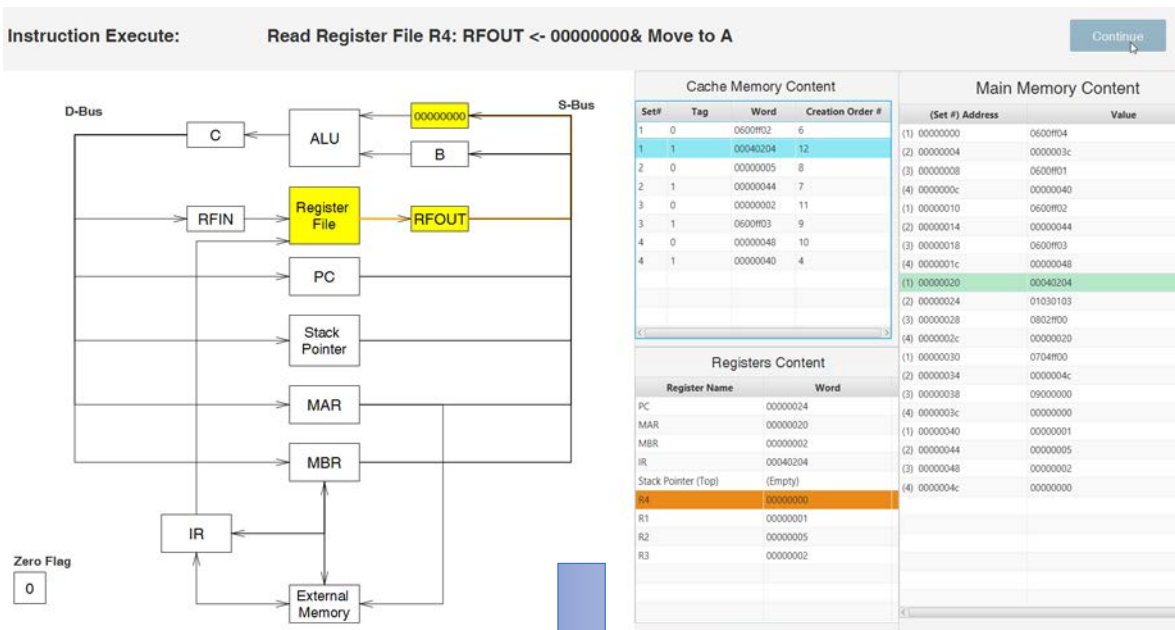 Instruction Execute: Read Register File R4: RFOUT <- 00000000& Move to A
Continue
D-Bus
S-Bus
C
ALU
00000000
B
RFIN
Register
File
RFOUT
PC
Stack
Pointer
MAR
MBR
IR
Zero Flag
0
External
Memory
Cache Memory Content
Set# Tag Word Creation Order #
1 0 0600ff02 6
1 1 00040204 12
2 0 00000005 8
2 1 00000044 7
3 0 00000002 11
3 1 0600ff03 9
4 0 00000048 10
4 1 00000040 4
Registers Content
Register Name Word
PC 00000024
MAR 00000020
MBR 00000002
IR 00040204
Stack Pointer (Top) (Empty)
R4 00000000
R1 00000001
R2 00000005
R3 00000002
Main Memory Content
(Set #) Address Value
(1) 00000000 0600ff04
(2) 00000004 0000003c
(3) 00000008 0600ff01
(4) 0000000c 00000040
(1) 00000010 0600ff02
(2) 00000014 00000044
(3) 00000018 0600ff03
(4) 0000001c 00000048
(1) 00000020 00040204
(2) 00000024 01030103
(3) 00000028 0802ff00
(4) 0000002c 00000020
(1) 00000030 0704ff00
(2) 00000034 0000004c
(3) 00000038 09000000
(4) 0000003c 00000000
(1) 00000040 00000001
(2) 00000044 00000005
(3) 00000048 00000002
(4) 0000004c 00000000